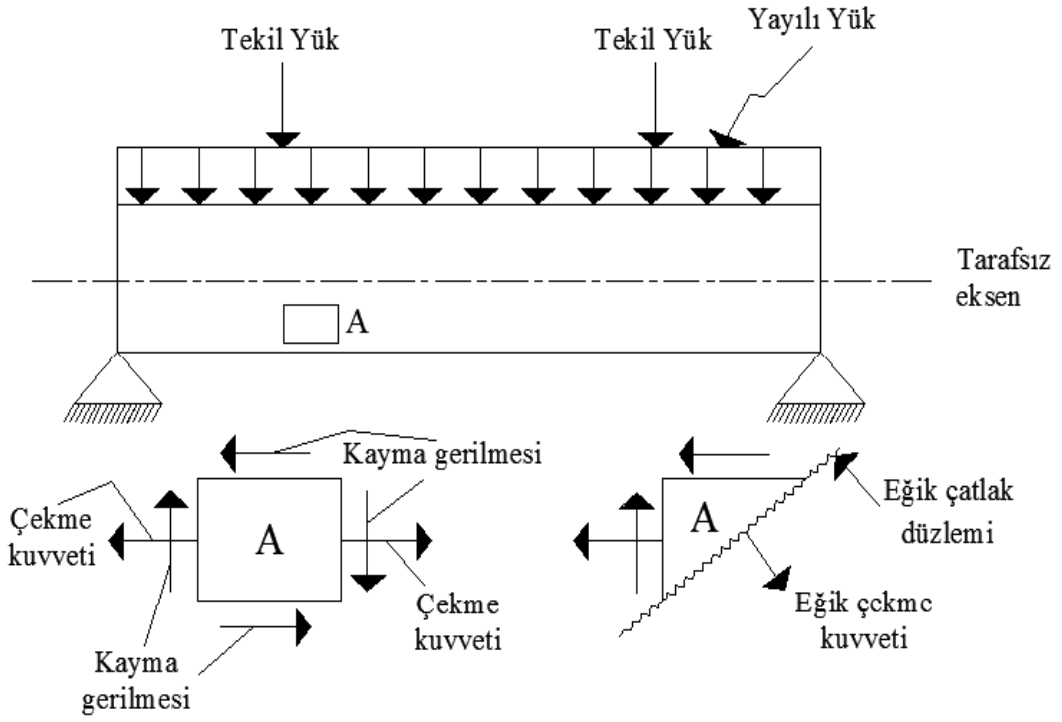 Tekil Yük
Tekil Yük
Yayılı Yük
Tarafsız
eksen
A
Kayma gerilmesi
Çekme
kuvveti
A
Çekme
kuvveti
Kayma
gerilmesi
A
Eğik çatlak
düzlemi
Eğik çekme
kuvveti